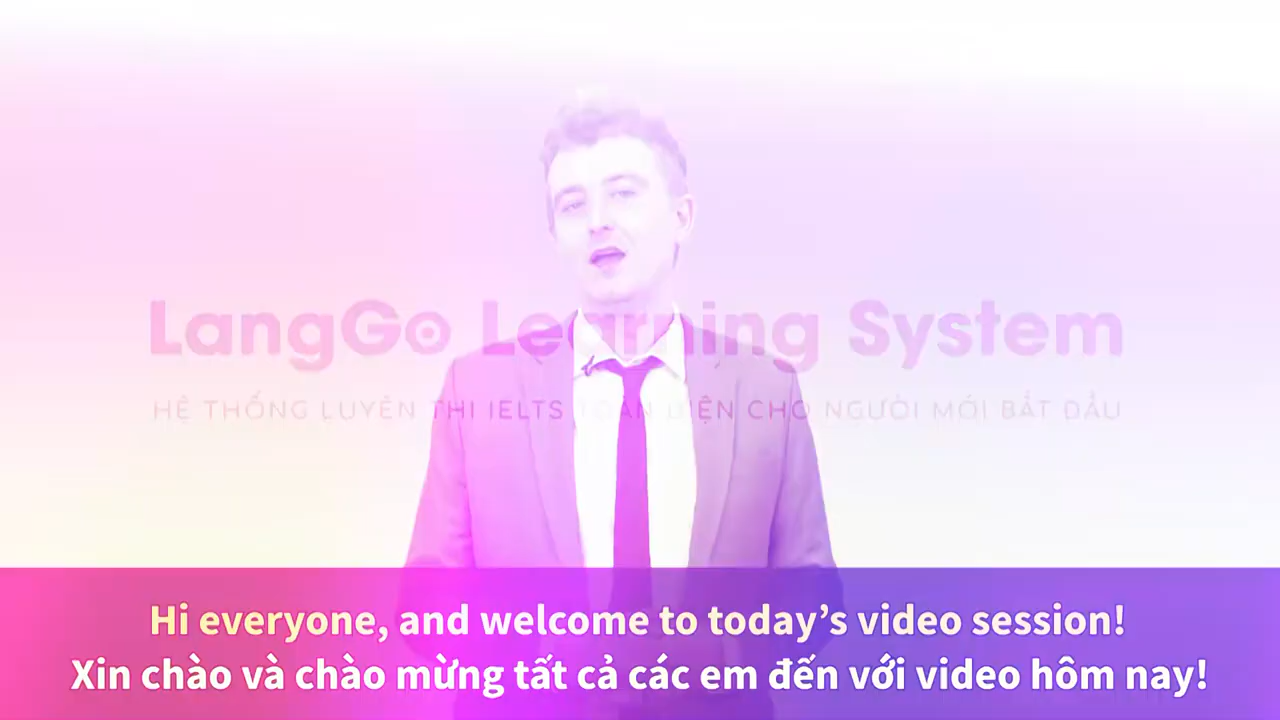 LangGo Learning System
HỆ THỐNG LUYỆN THI IELTS TOÀN DIỆN CHO NGƯỜI MỚI BẮT ĐẦU
Hi everyone, and welcome to today’s video session!
Xin chào và chào mừng tất cả các em đến với video hôm nay!